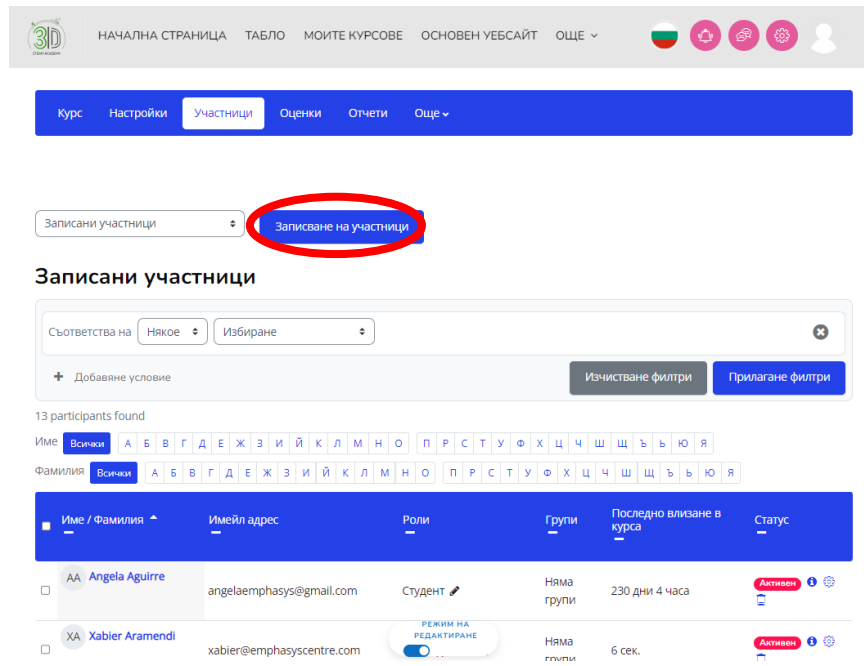 3D
НАЧАЛНА СТРАНИЦА ТАБЛО МОИТЕ КУРСОВЕ ОСНОВЕН УЕБСАЙТ ОЩЕ
Курс Настройки Участници Оценки Отчети Още
Записани участници Записване на участници
Записани участници
Съответства на Някое Избиране
Добавяне условие Изчистване филтри Прилагане филтри
13 participants found
Име Всички А Б В Г Д Е Ж З И Й К Л М Н О П Р С Т У Ф Х Ц Ч Ш Щ Ъ Ь Ю Я
Фамилия Всички А Б В Г Д Е Ж З И Й К Л М Н О П Р С Т У Ф Х Ц Ч Ш Щ Ъ Ь Ю Я
Име / Фамилия Имейл адрес Роли Групи Последно влизане в курса Статус
AA Angela Aguirre angelaemphasys@gmail.com Студент Няма групи 230 дни 4 часа Активен
РЕЖИМ НА РЕДАКТИРАНЕ
XA Xabier Aramendi xabier@emphasyscentre.com Няма групи 6 сек. Активен